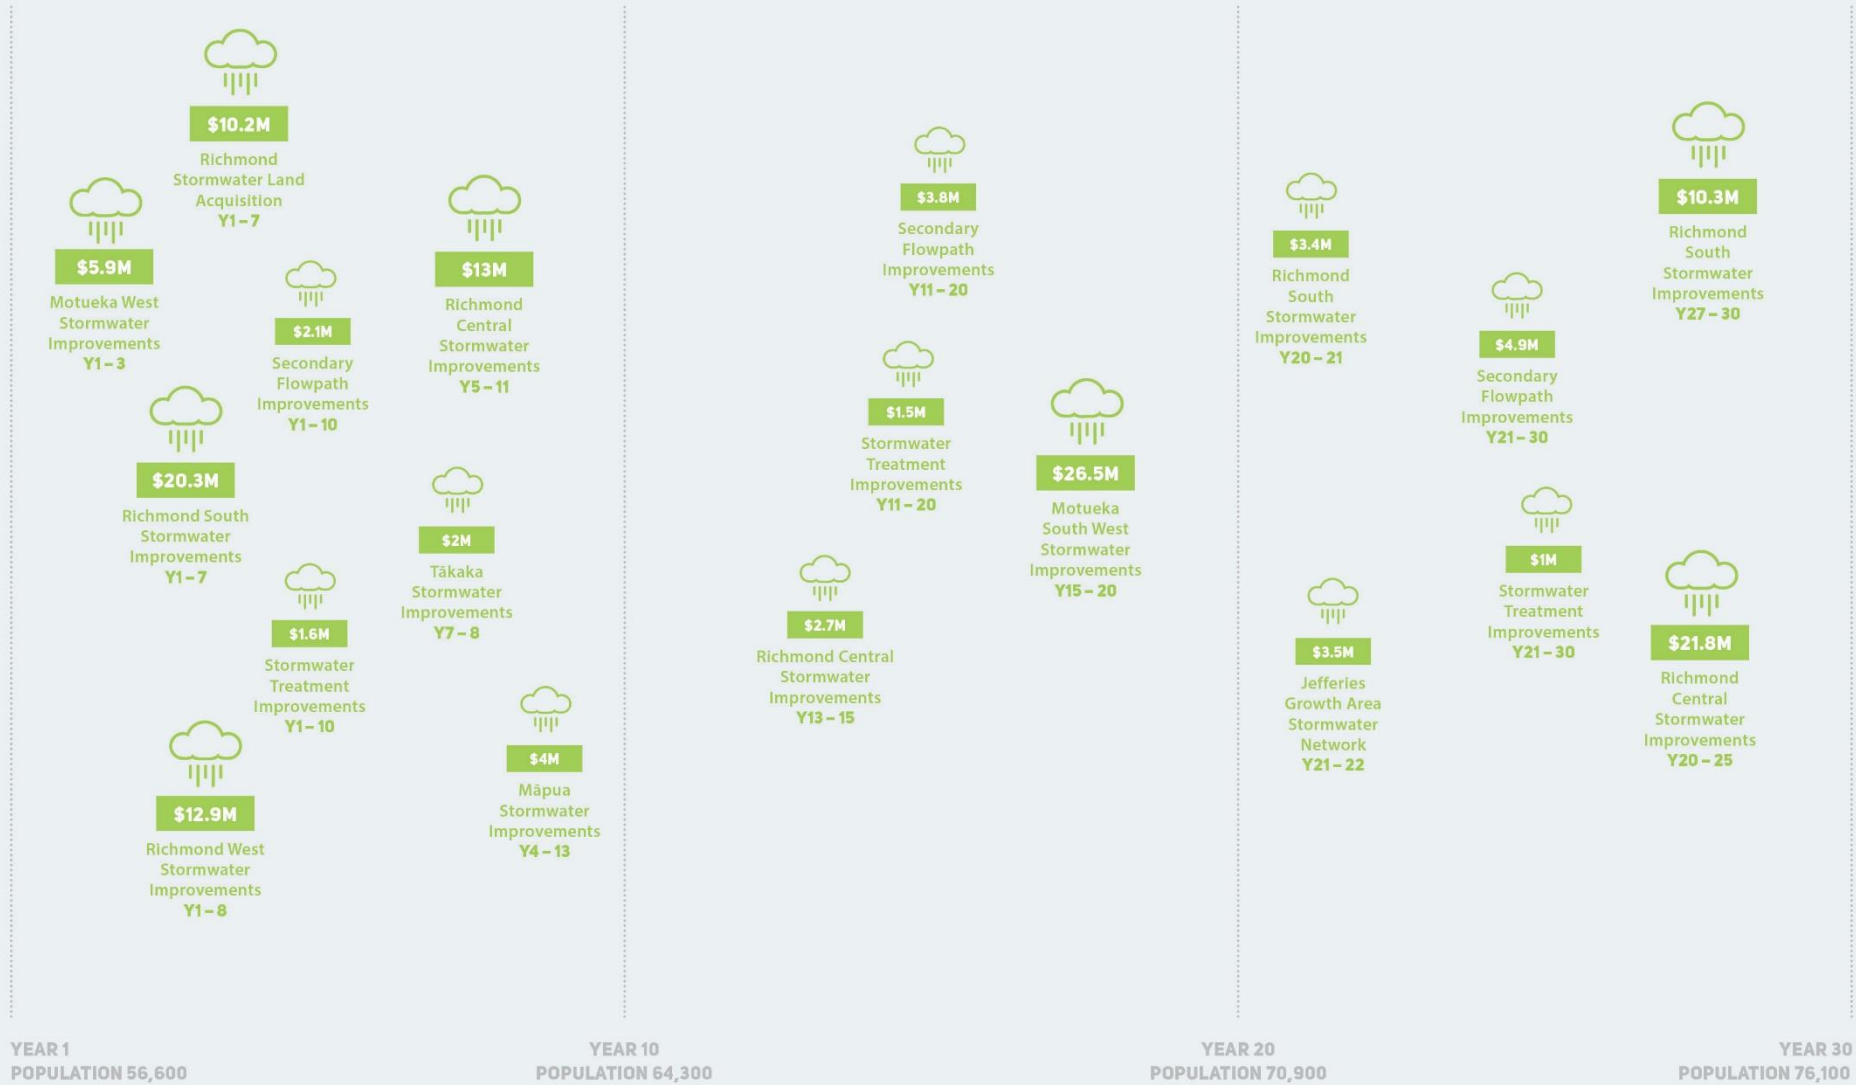 $10.2M
Richmond
Stormwater Land
Acquisition
Y1 – 7
$5.9M
Motueka West
Stormwater
Improvements
Y1 – 3
$2.1M
Secondary
Flowpath
Improvements
Y1 – 10
$13M
Richmond
Central
Stormwater
Improvements
Y5 – 11
$20.3M
Richmond South
Stormwater
Improvements
Y1 – 7
$2M
Tākaka
Stormwater
Improvements
Y7 – 8
$1.6M
Stormwater
Treatment
Improvements
Y1 – 10
$12.9M
Richmond West
Stormwater
Improvements
Y1 – 8
$4M
Māpua
Stormwater
Improvements
Y4 – 13
$3.8M
Secondary
Flowpath
Improvements
Y11 – 20
$1.5M
Stormwater
Treatment
Improvements
Y11 – 20
$26.5M
Motueka
South West
Stormwater
Improvements
Y15 – 20
$2.7M
Richmond Central
Stormwater
Improvements
Y13 – 15
$3.4M
Richmond
South
Stormwater
Improvements
Y20 – 21
$10.3M
Richmond
South
Stormwater
Improvements
Y27 – 30
$4.9M
Secondary
Flowpath
Improvements
Y21 – 30
$1M
Stormwater
Treatment
Improvements
Y21 – 30
$3.5M
Jefferies
Growth Area
Stormwater
Network
Y21 – 22
$21.8M
Richmond
Central
Stormwater
Improvements
Y20 – 25
YEAR 1
POPULATION 56,600
YEAR 10
POPULATION 64,300
YEAR 20
POPULATION 70,900
YEAR 30
POPULATION 76,100